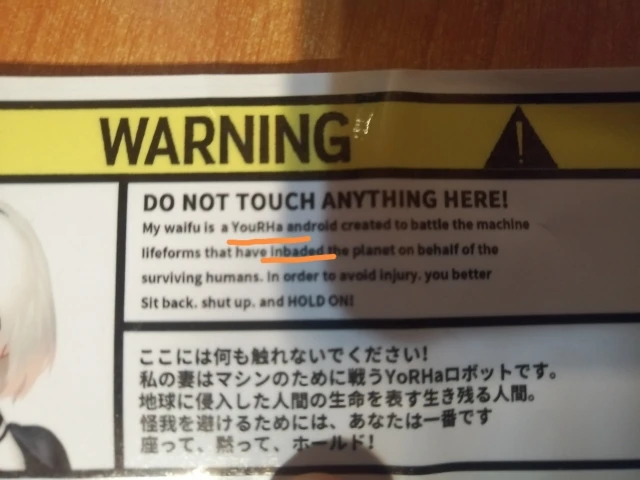 WARNING
DO NOT TOUCH ANYTHING HERE!
My waifu is a YouRHa android created to battle the machine
lifeforms that have inbaded the planet on behalf of the
surviving humans. In order to avoid injury. you better
Sit back. shut up. and HOLD ON!
ここには何も触れないでください!
私の妻はマシンのために戦うYoRHaロボットです。
地球に侵入した人間の生命を表す生き残る人間。
怪我を避けるためには、あなたは一番です
座って、黙って、ホールド!